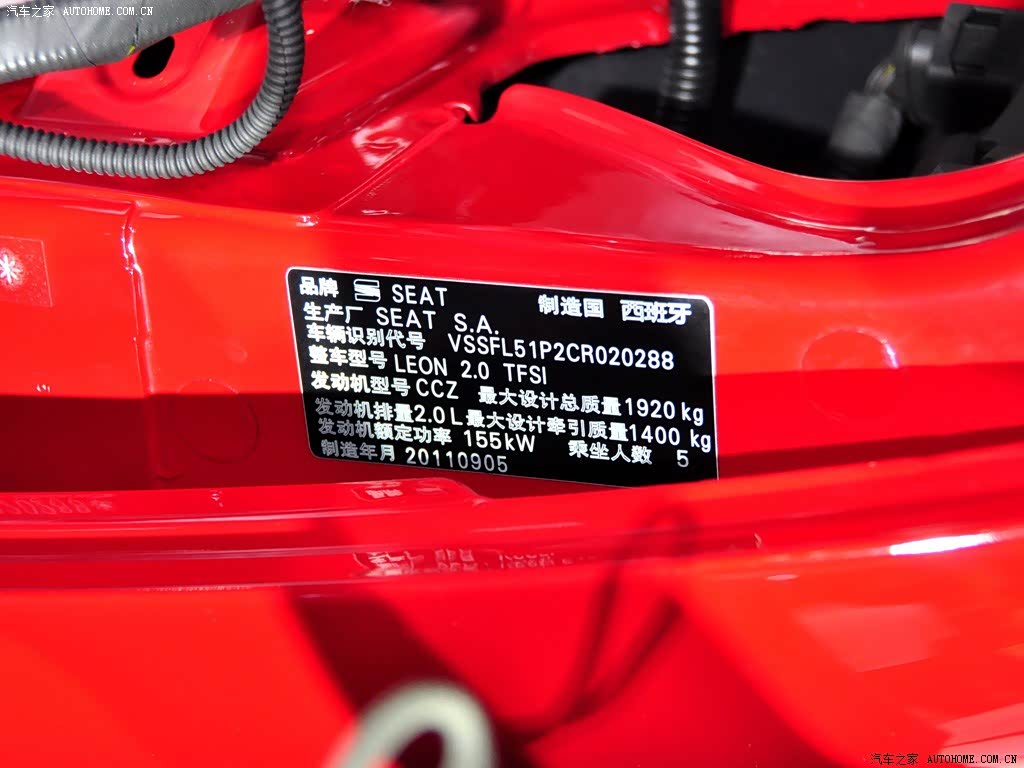 汽车之家 AUTOHOME.COM.CN
品牌 SEAT 制造国 西班牙
生产厂 SEAT S.A.
车辆识别代号 VSSFL51P2CR020288
整车型号 LEON 2.0 TFSI
发动机型号 CCZ 最大设计总质量 1920 kg
发动机排量 2.0 L 最大设计牵引质量 1400 kg
发动机额定功率 155kW 乘坐人数 5
制造年月 20110905
汽车之家 AUTOHOME.COM.CN